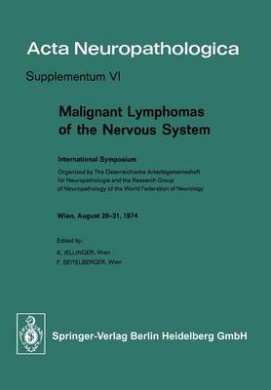 Acta Neuropathologica
Supplementum VI
Malignant Lymphomas
of the Nervous System
International Symposium
Organized by The Österreichische Arbeitsgemeinschaft
für Neuropathologie and the Research Group
of Neuropathology of the World Federation of Neurology
Wien, August 29-31, 1974
Edited by:
K. JELLINGER, Wien
F. SEITELBERGER, Wien
Springer-Verlag Berlin Heidelberg GmbH